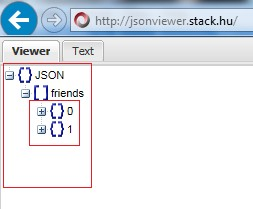 http://jsonviewer.stack.hu/
Viewer Text
{} JSON
[] friends
{} 0
{} 1